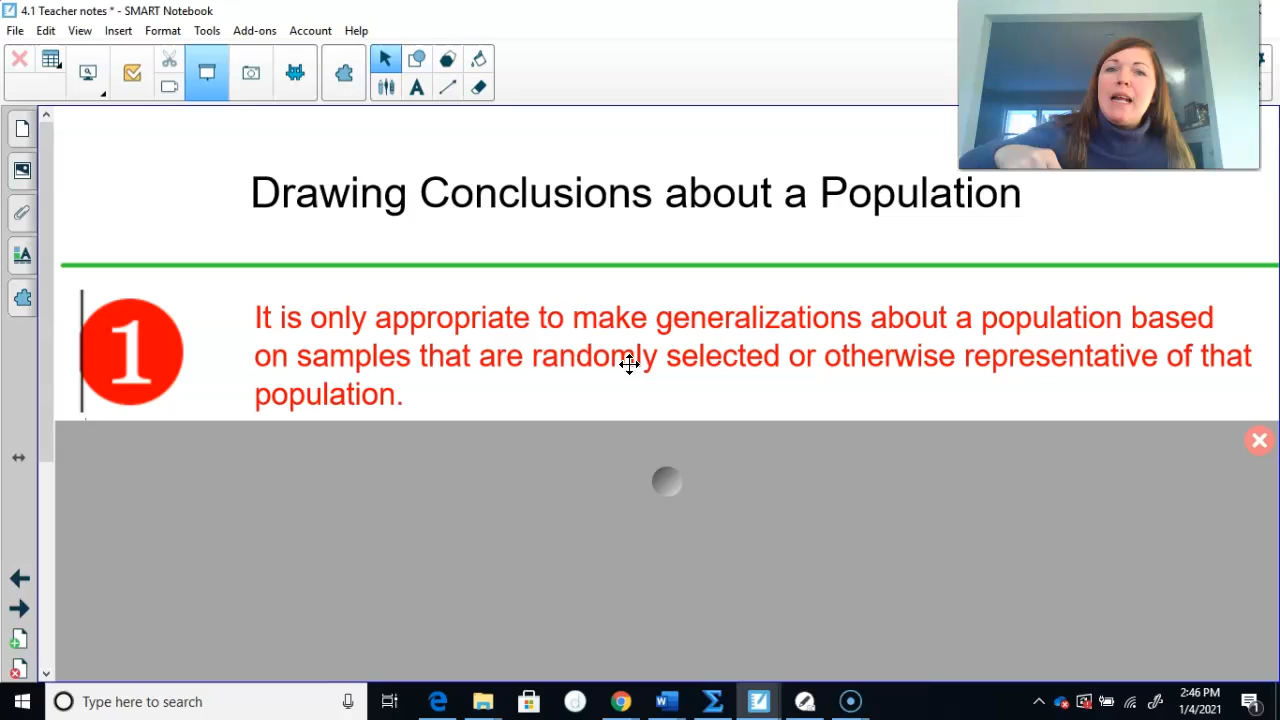 4.1 Teacher notes * - SMART Notebook
File Edit View Insert Format Tools Add-ons Account Help
Drawing Conclusions about a Population
1
It is only appropriate to make generalizations about a population based
on samples that are randomly selected or otherwise representative of that
population.
Type here to search
2:46 PM
1/4/2021